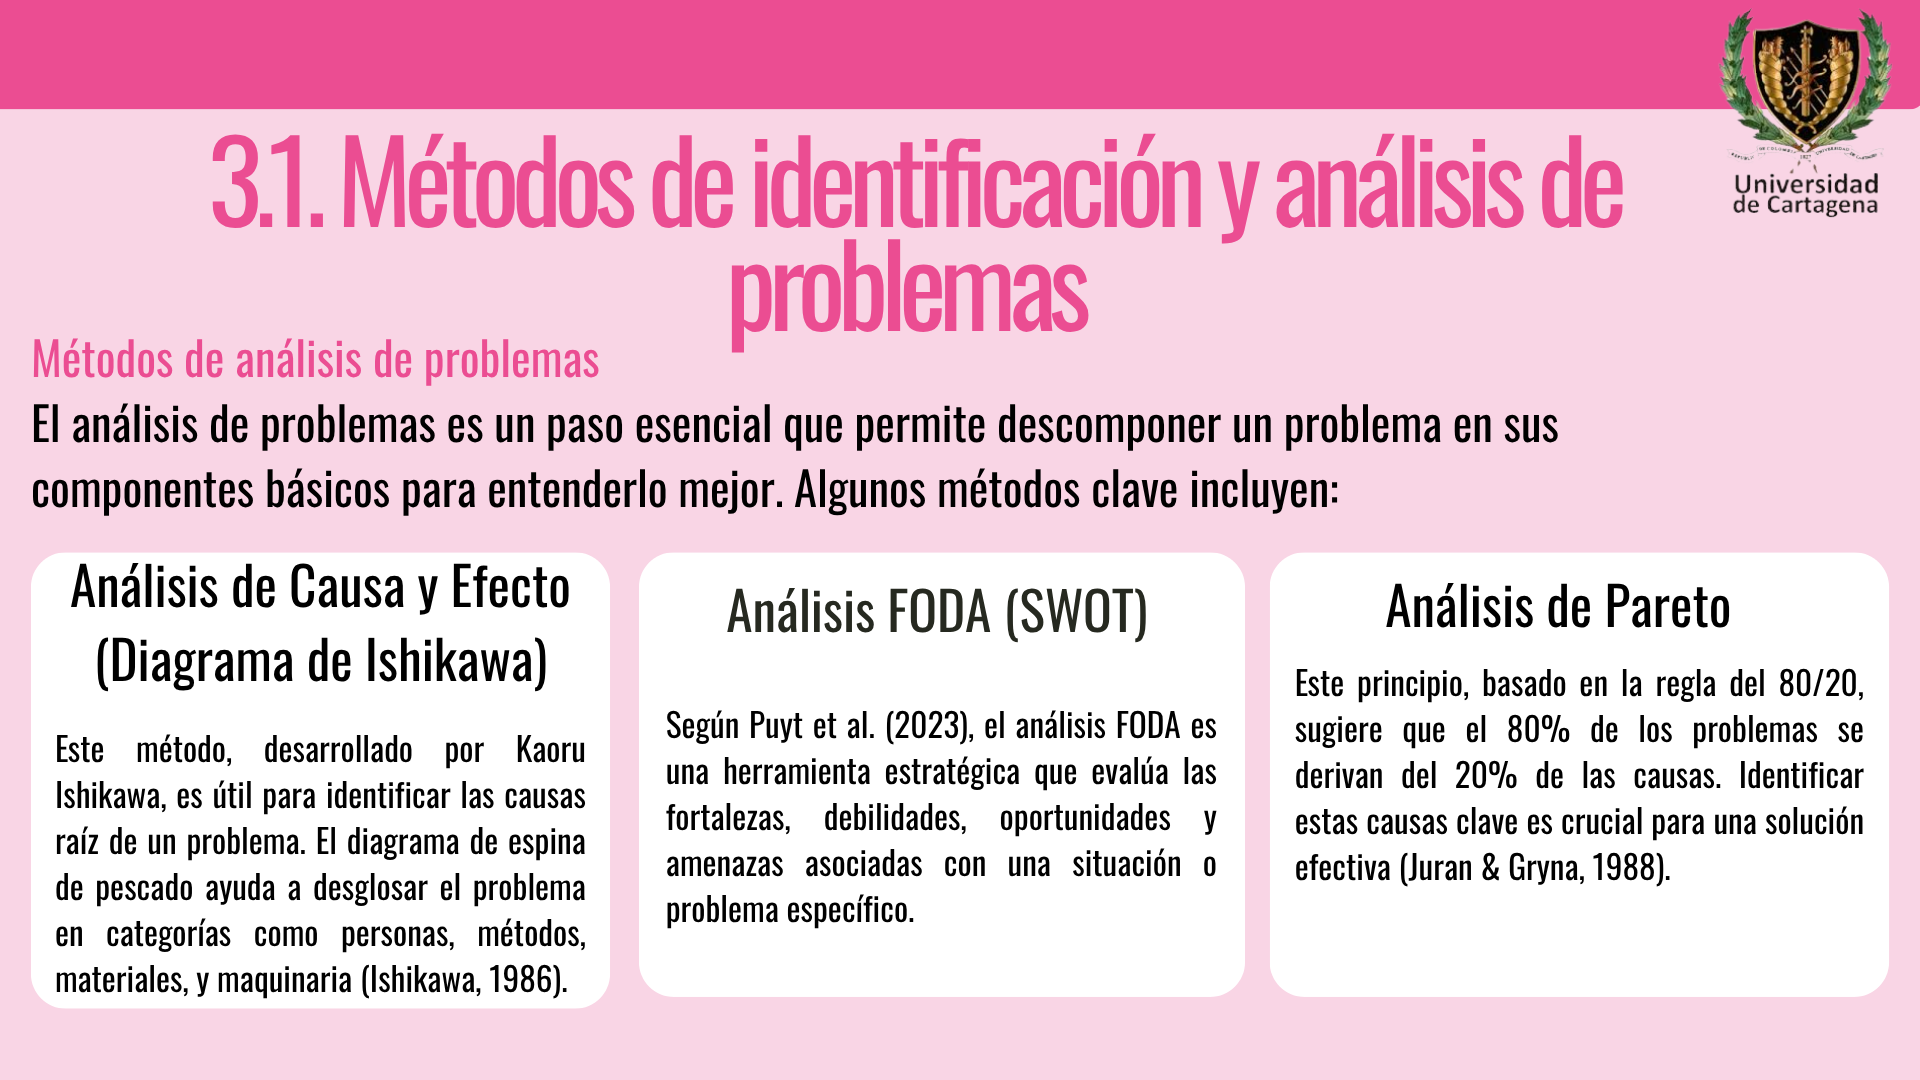 3.1. Métodos de identificación y análisis de
problemas
Universidad
de Cartagena
Métodos de análisis de problemas
El análisis de problemas es un paso esencial que permite descomponer un problema en sus
componentes básicos para entenderlo mejor. Algunos métodos clave incluyen:
Análisis de Causa y Efecto
(Diagrama de Ishikawa)
Este método, desarrollado por Kaoru
Ishikawa, es útil para identificar las causas
raíz de un problema. El diagrama de espina
de pescado ayuda a desglosar el problema
en categorías como personas, métodos,
materiales, y maquinaria (Ishikawa, 1986).
Análisis FODA (SWOT)
Según Puyt et al. (2023), el análisis FODA es
una herramienta estratégica que evalúa las
fortalezas, debilidades, oportunidades y
amenazas asociadas con una situación o
problema específico.
Análisis de Pareto
Este principio, basado en la regla del 80/20,
sugiere que el 80% de los problemas se
derivan del 20% de las causas. Identificar
estas causas clave es crucial para una solución
efectiva (Juran & Gryna, 1988).